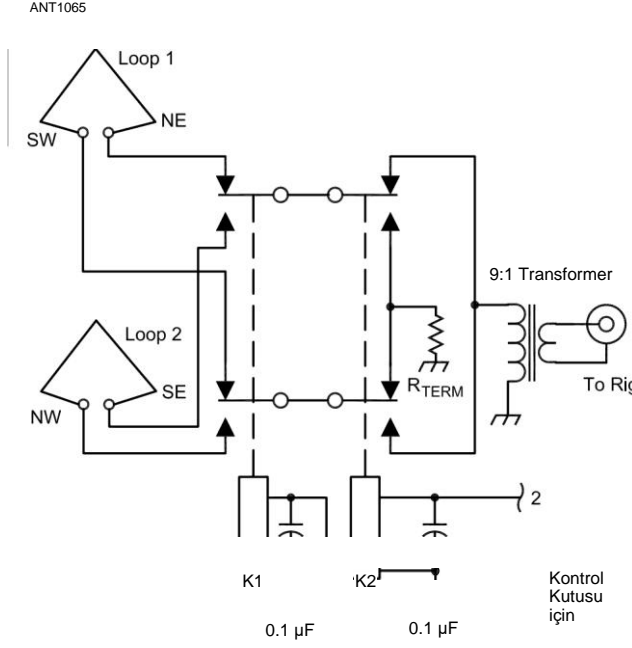 ANT1065
Loop 1
NE
SW
9:1 Transformer
Loop 2
SE
NW
RTERM
To Rig
2
K1
K2
Kontrol
Kutusu
için
0.1 µF
0.1 µF